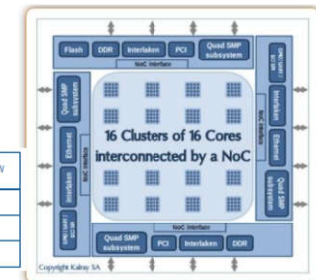 Flash
DDR
Interlaken
PCI
Quad SMP
subsystem
NoC Interface
Quad SMP
subsystem
Ethernet
Interlaken
NoC Interface
16 Clusters of 16 Cores
interconnected by a NoC
NoC Interface
Interlaken
Ethernet
Quad SMP
subsystem
NoC Interface
Quad SMP
subsystem
PCI
Interlaken
DDR
Copyright Kalray SA